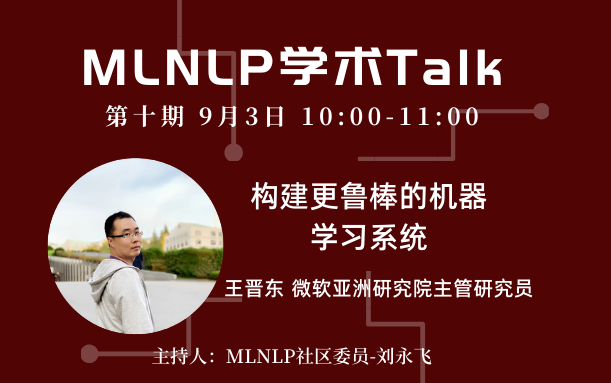 MLNLP学术Talk
第十期 9月3日 10:00-11:00
构建更鲁棒的机器
学习系统
王晋东 微软亚洲研究院主管研究员
主持人：MLNLP社区委员-刘永飞